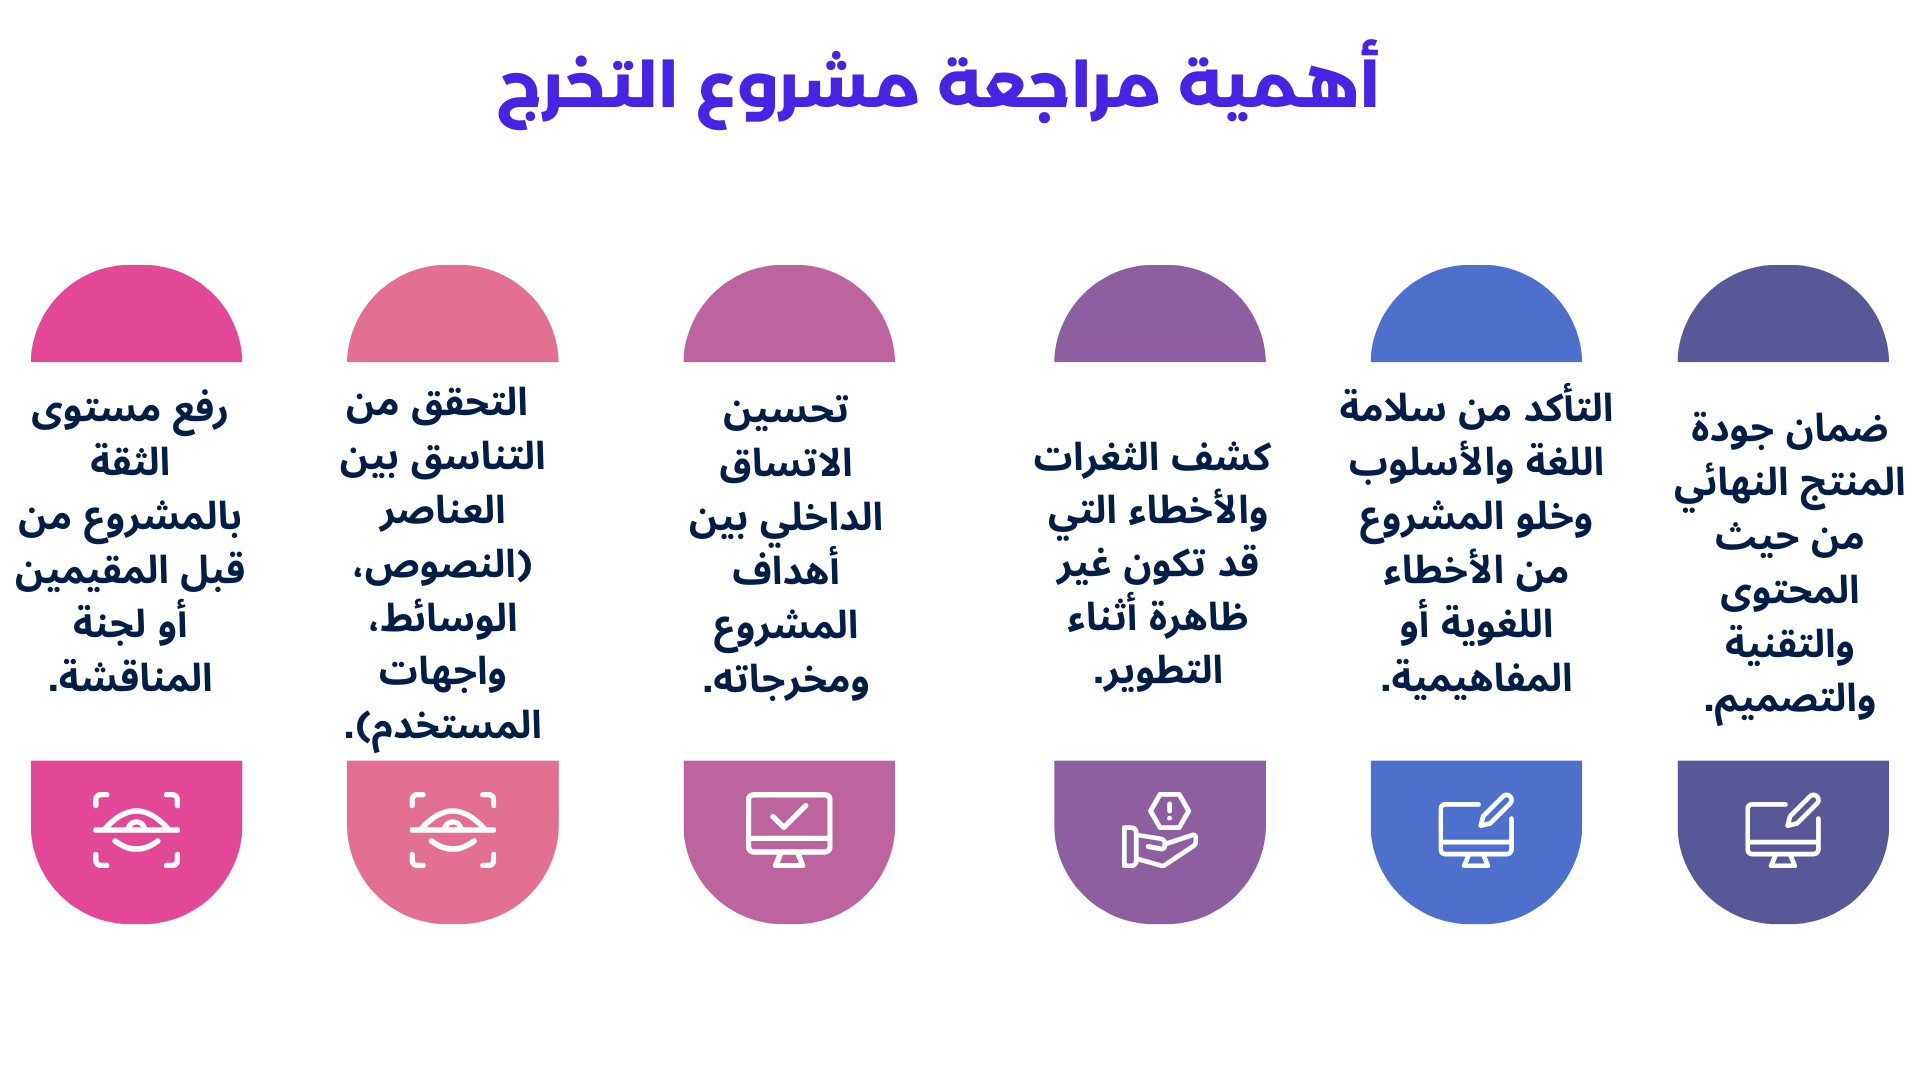 أهمية مراجعة مشروع التخرج
ضمان جودة
المنتج النهائي
من حيث
المحتوى
والتقنية
والتصميم.
التأكد من سلامة
اللغة والأسلوب
وخلو المشروع
من الأخطاء
اللغوية أو
المفاهيمية.
كشف الثغرات
والأخطاء التي
قد تكون غير
ظاهرة أثناء
التطوير.
تحسين
الاتساق
الداخلي بين
أهداف
المشروع
ومخرجاته.
التحقق من
التناسق بين
العناصر
(النصوص،
الوسائط،
واجهات
المستخدم).
رفع مستوى
الثقة
بالمشروع من
قبل المقيمين
أو لجنة
المناقشة.